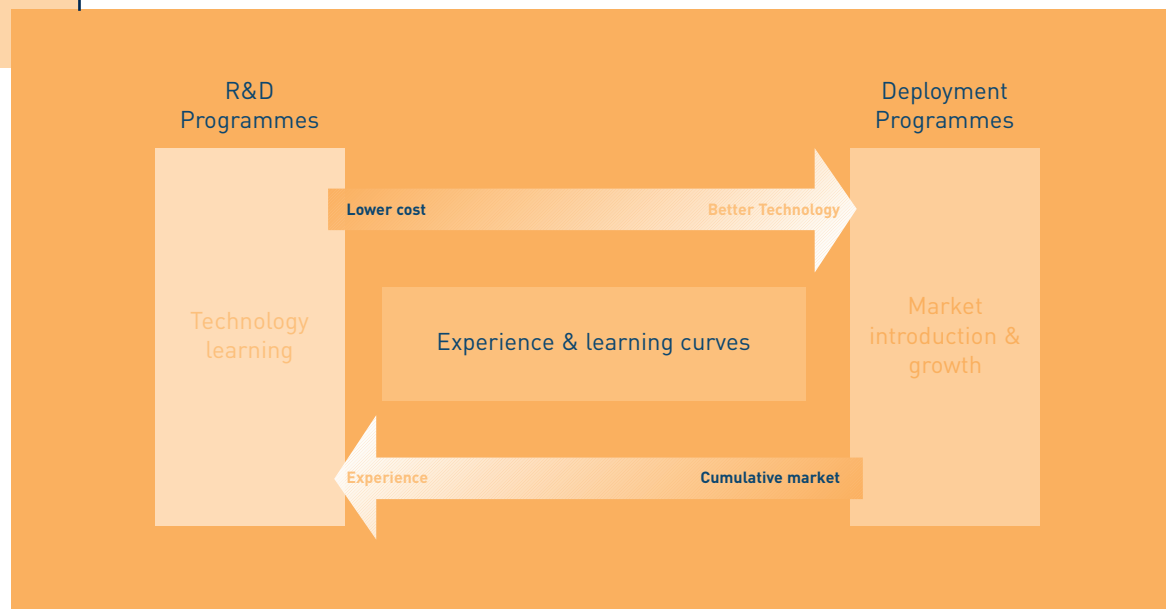 R&D
Programmes
Deployment
Programmes
Lower cost
Better Technology
Technology
learning
Experience & learning curves
Market
introduction &
growth
Experience
Cumulative market